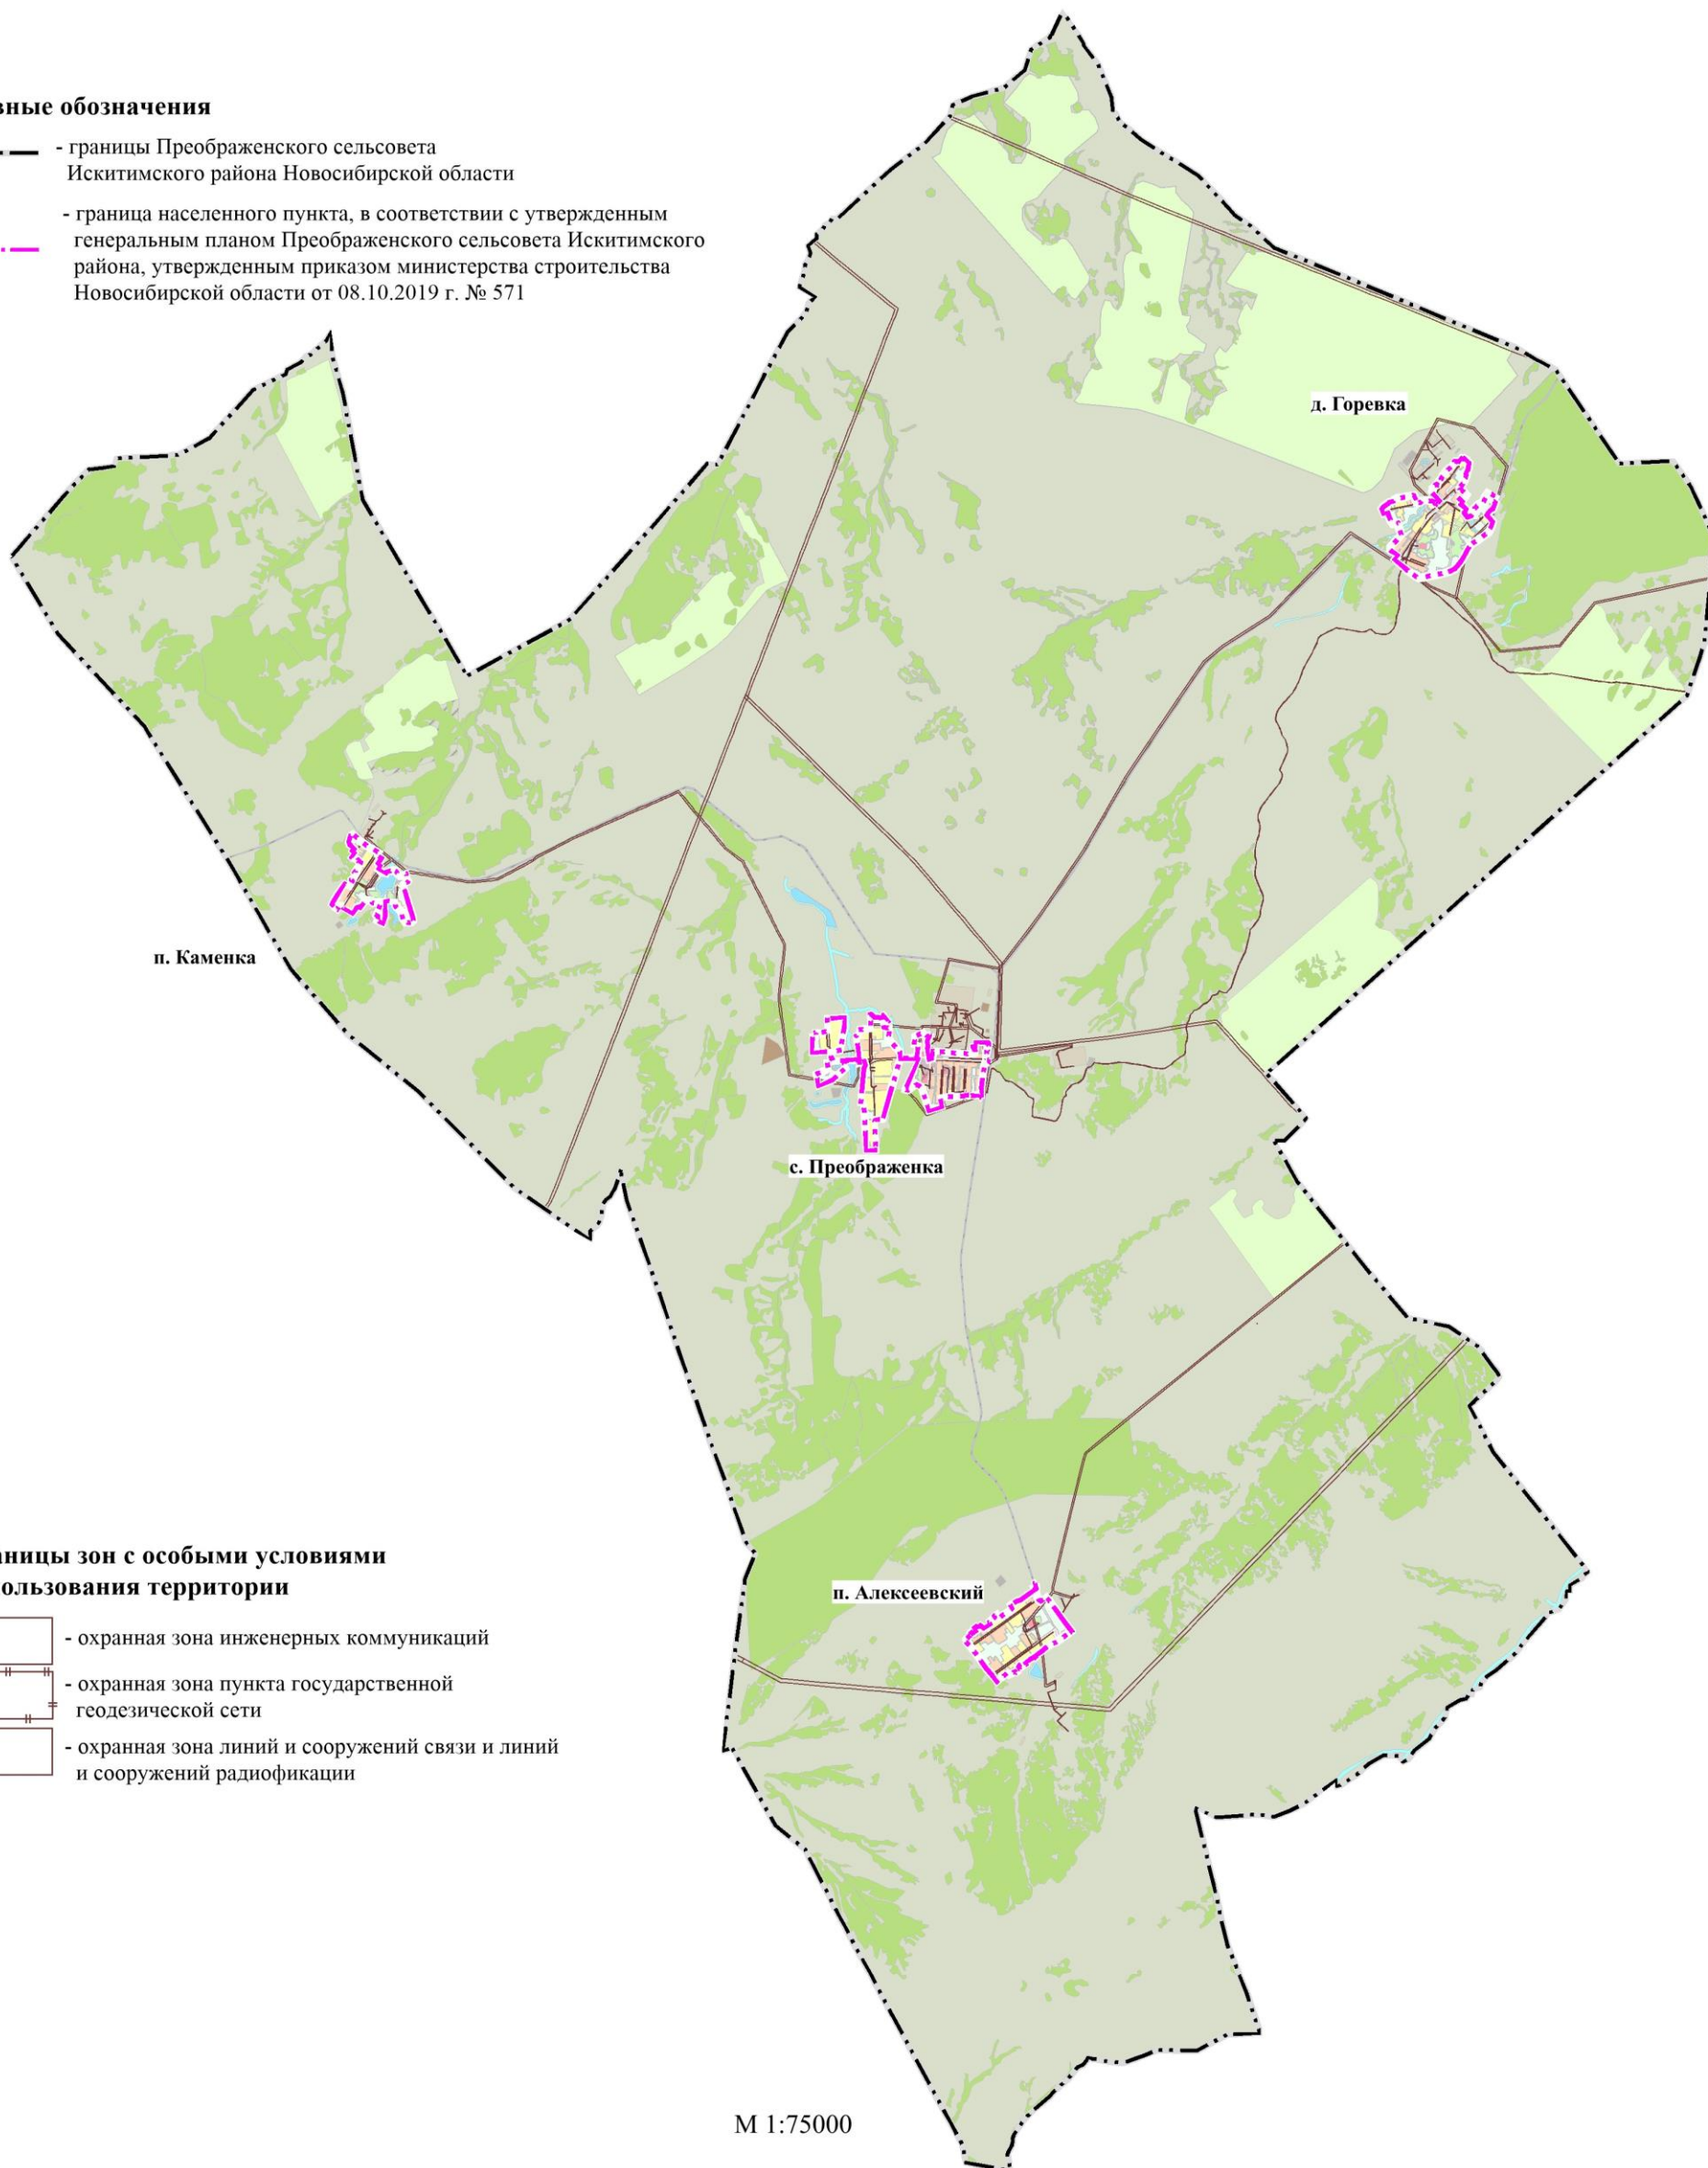 вные обозначения
- границы Преображенского сельсовета
Искитимского района Новосибирской области
- граница населенного пункта, в соответствии с утвержденным
генеральным планом Преображенского сельсовета Искитимского
района, утвержденным приказом министерства строительства
Новосибирской области от 08.10.2019 г. № 571
д. Горевка
п. Каменка
с. Преображенка
п. Алексеевский
ницы зон с особыми условиями
ользования территории
- охранная зона инженерных коммуникаций
- охранная зона пункта государственной
геодезической сети
- охранная зона линий и сооружений связи и линий
и сооружений радиофикации
М 1:75000